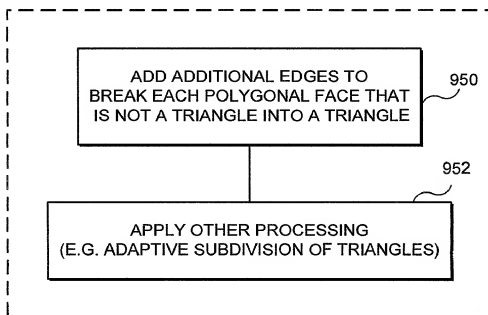 ADD ADDITIONAL EDGES TO
BREAK EACH POLYGONAL FACE THAT
IS NOT A TRIANGLE INTO A TRIANGLE
950
952
APPLY OTHER PROCESSING
(E.G. ADAPTIVE SUBDIVISION OF TRIANGLES)